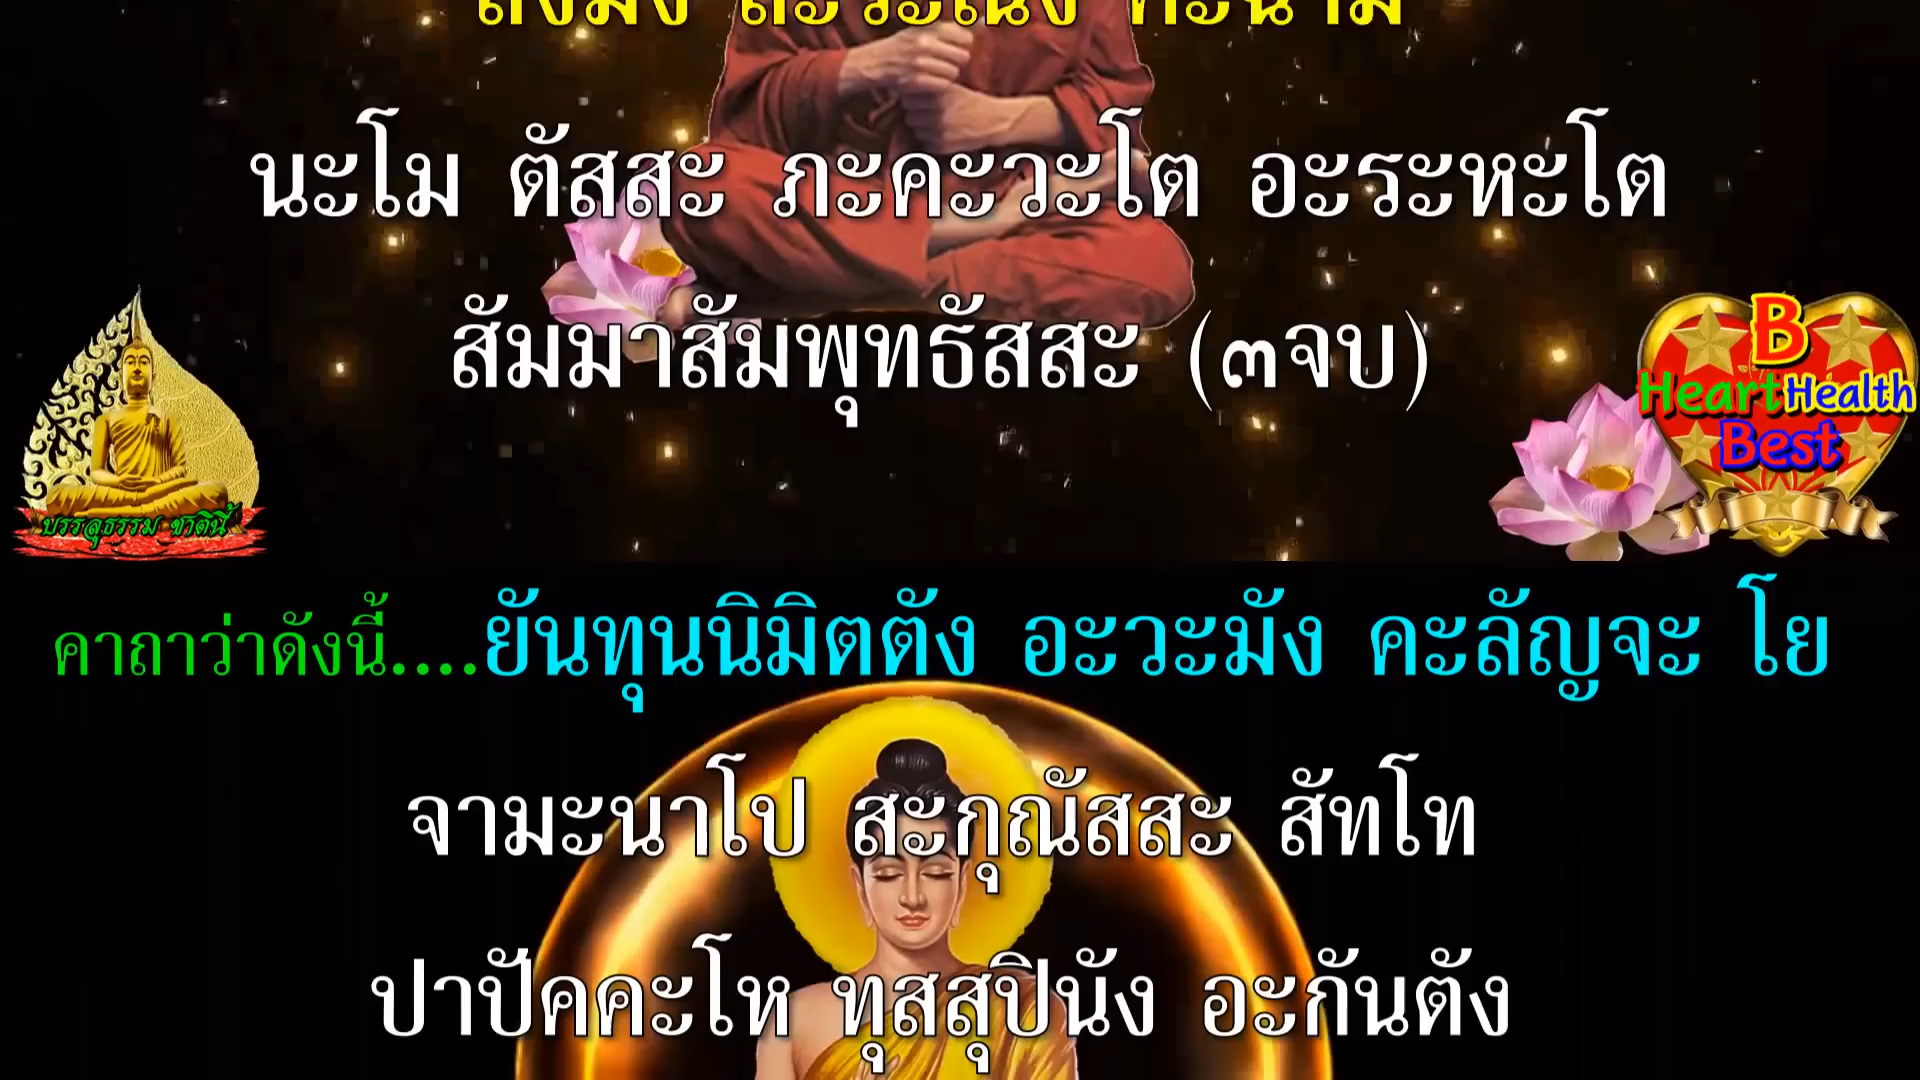 นะโม ตัสสะ ภะคะวะโต อะระหะโต
สัมมาสัมพุทธัสสะ (๓จบ)
B
HeartHealth
Best
บรรลุธรรม ชาตินี้
คาถาว่าดังนี้....ยันทุนนิมิตตัง อะวะมัง คะลัญจะ โย
จามะนาโป สะกุณัสสะ สัทโท
ปาปัคคะโห ทุสสุปินัง อะกันตัง